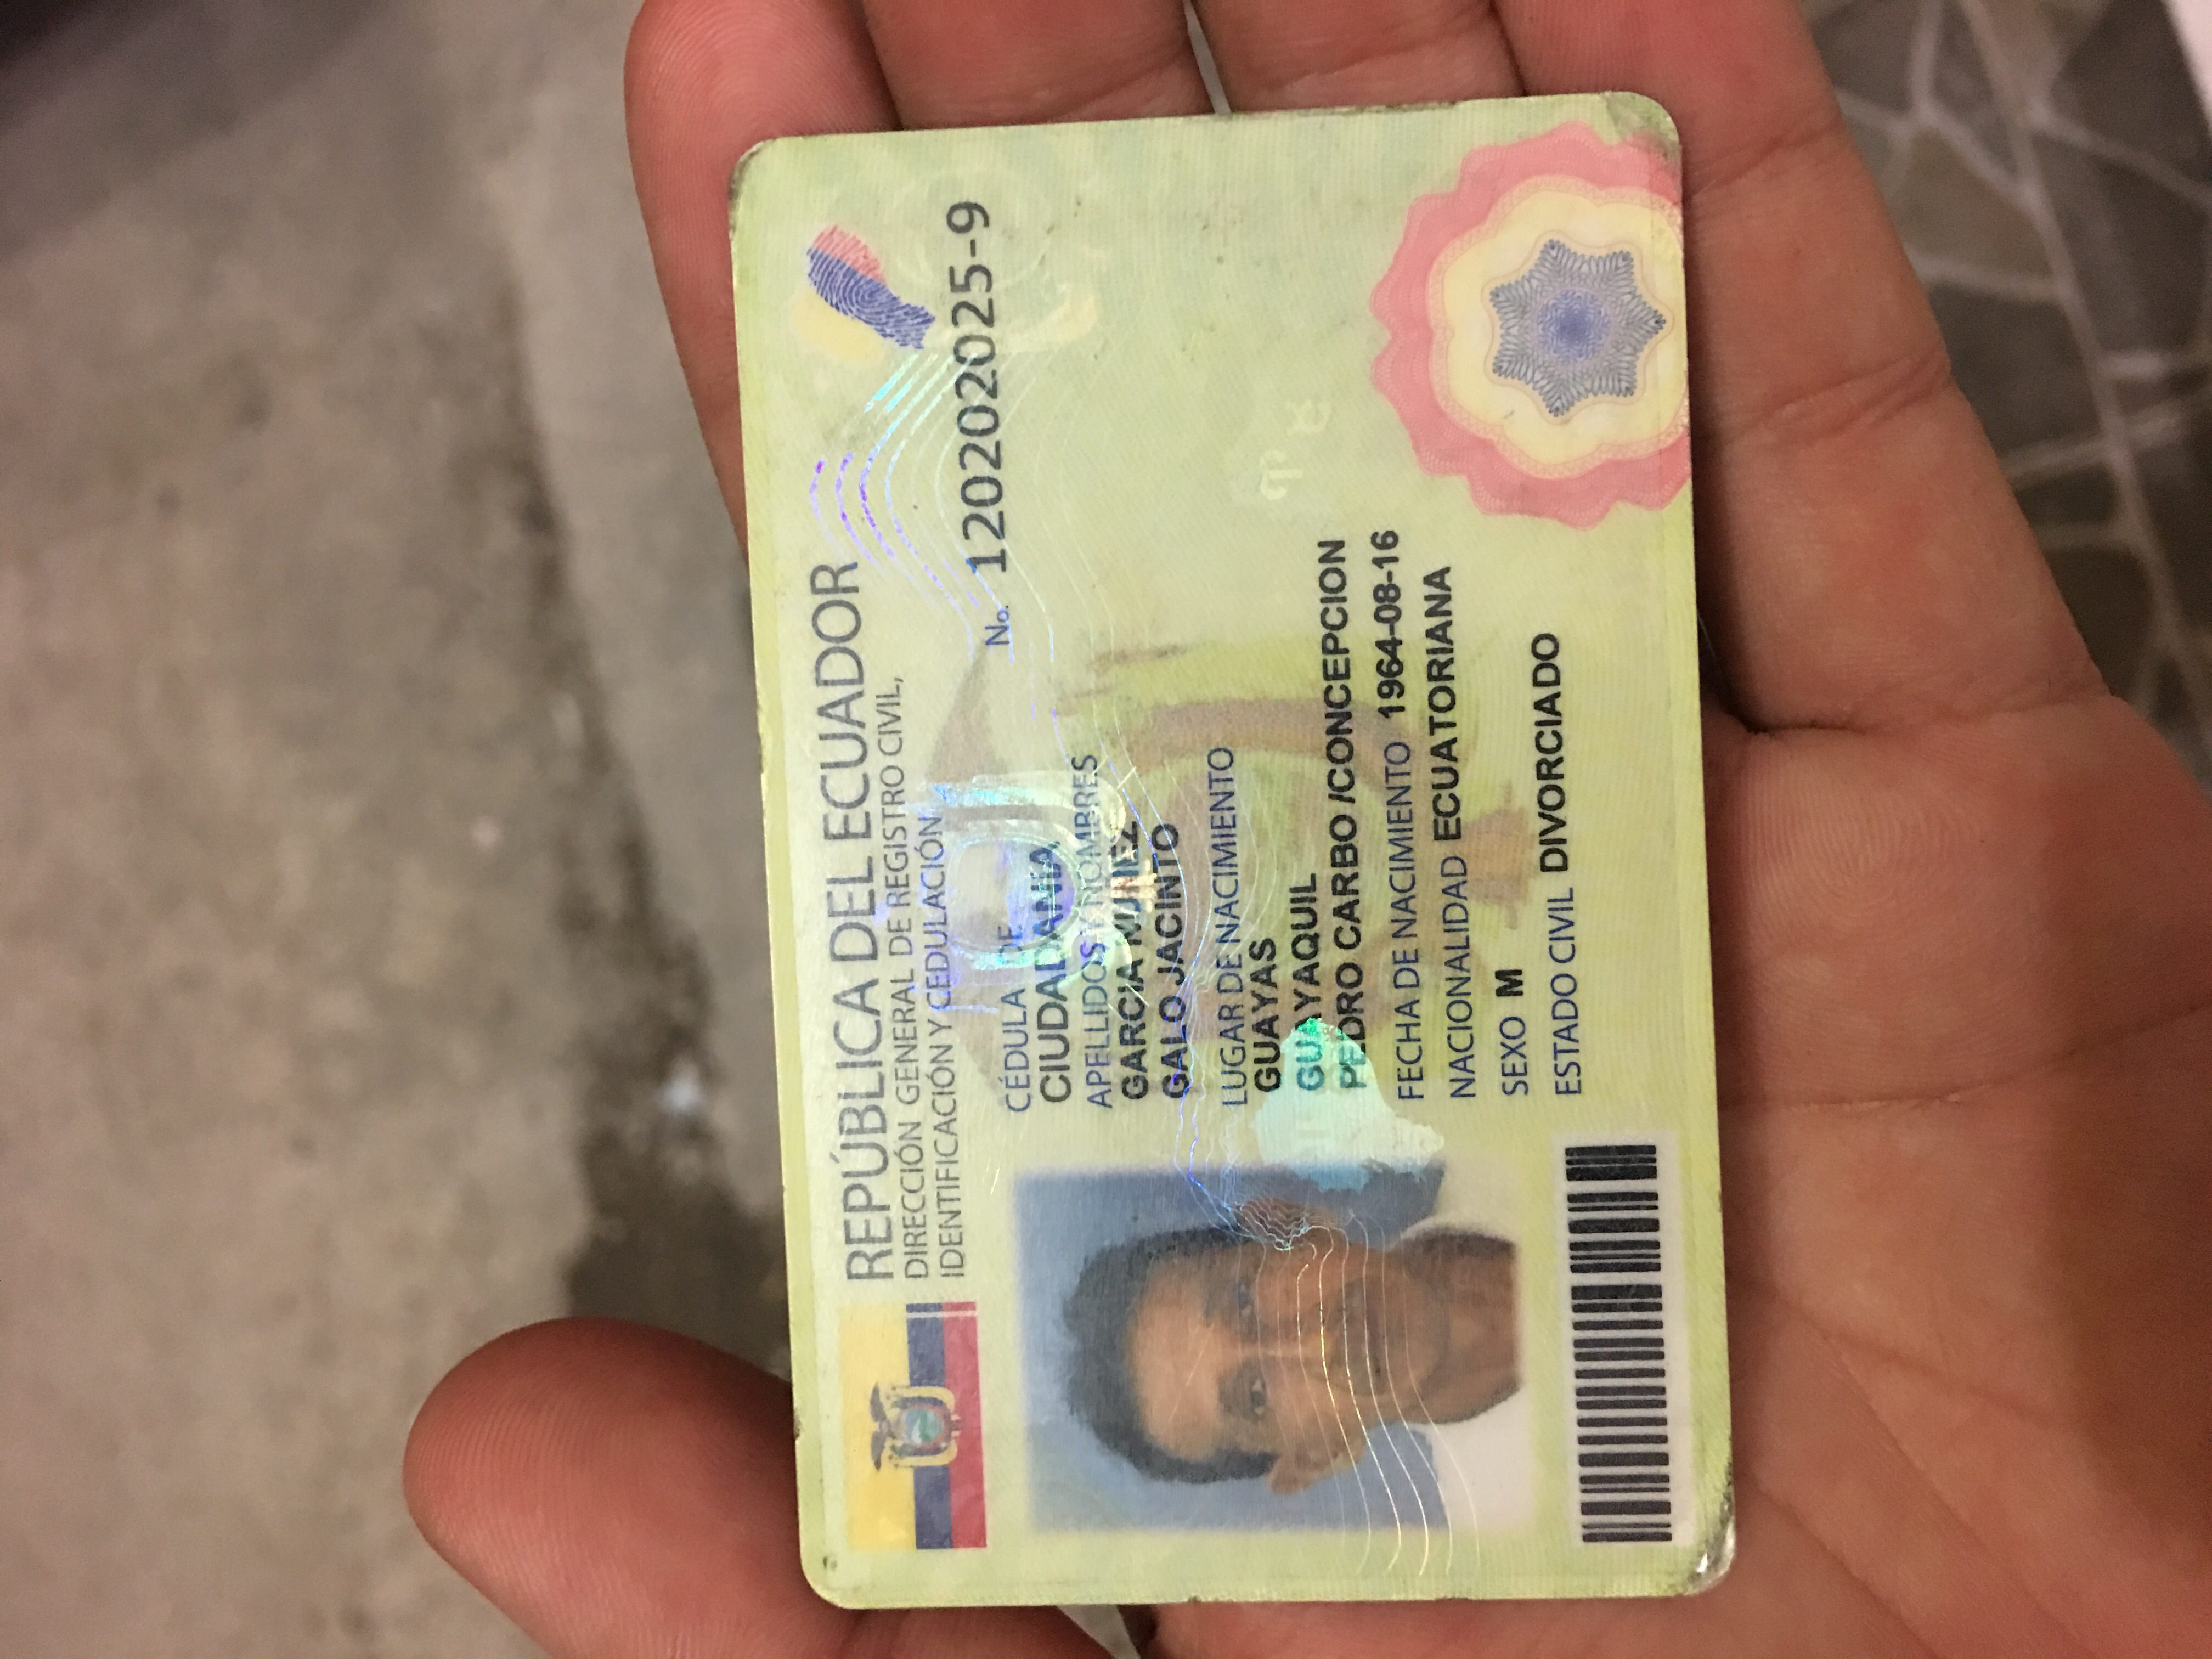 REPÚBLICA DEL ECUADOR
DIRECCIÓN GENERAL DE REGISTRO CIVIL,
IDENTIFICACIÓN Y CEDULACIÓN
No. 120202025-9
CÉDULA DE
CIUDADANÍA
APELLIDOS Y NOMBRES
GARCIA NUÑEZ
GALO JACINTO
LUGAR DE NACIMIENTO
GUAYAS
GUAYAQUIL
PEDRO CARBO /CONCEPCION
FECHA DE NACIMIENTO 1964-08-16
NACIONALIDAD ECUATORIANA
SEXO M
ESTADO CIVIL DIVORCIADO